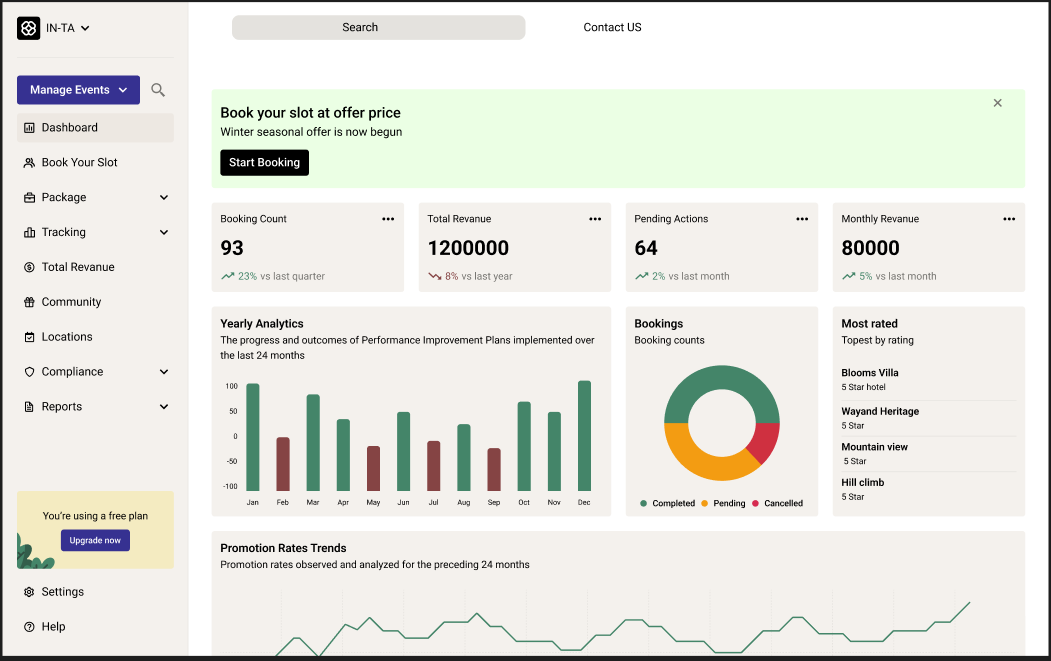 IN-TA
Search
Contact US
Manage Events
Dashboard
Book Your Slot
Package
Tracking
Total Revanue
Community
Locations
Compliance
Reports
You're using a free plan
Upgrade now
Settings
Help
Book your slot at offer price
Winter seasonal offer is now begun
Start Booking
Booking Count
93
23% vs last quarter
Total Revanue
1200000
8% vs last year
Pending Actions
64
2% vs last month
Monthly Revanue
80000
5% vs last month
Yearly Analytics
The progress and outcomes of Performance Improvement Plans implemented over
the last 24 months
100
50
0
-50
-100
Jan Feb Mar Apr May Jun Jul Aug Sep Oct Nov Dec
Bookings
Booking counts
Completed Pending Cancelled
Most rated
Topest by rating
Blooms Villa
5 Star hotel
Wayand Heritage
5 Star
Mountain view
5 Star
Hill climb
5 Star
Promotion Rates Trends
Promotion rates observed and analyzed for the preceding 24 months